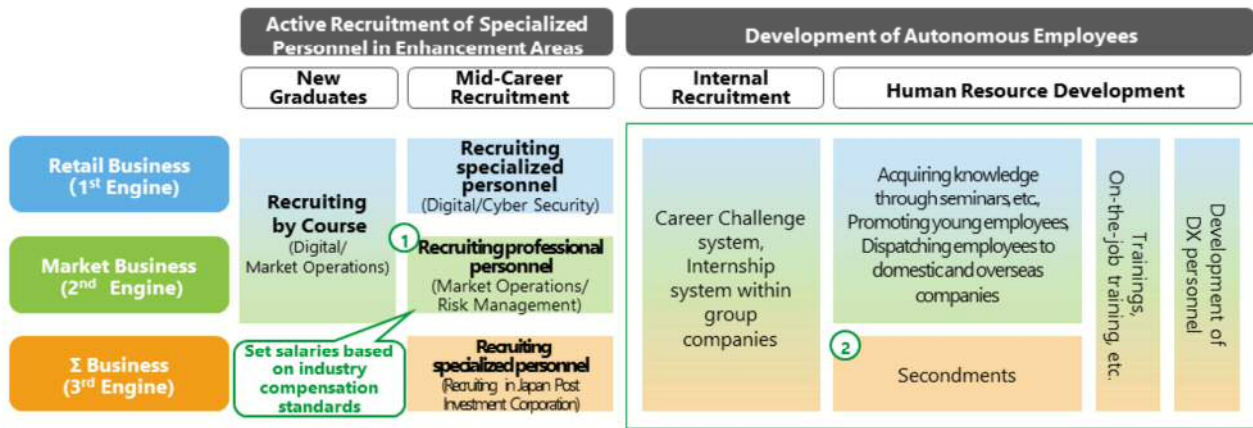 Active Recruitment of Specialized
Personnel in Enhancement Areas
Development of Autonomous Employees
New
Graduates
Mid-Career
Recruitment
Internal
Recruitment
Human Resource Development
Retail Business
(1st Engine)
Market Business
(2nd Engine)
Σ Business
(3rd Engine)
Recruiting
by Course
(Digital/
Market Operations)
Recruiting
specialized
personnel
(Digital/Cyber Security)
1
Recruiting professional
personnel
(Market Operations/
Risk Management)
Set salaries based
on industry
compensation
standards
Recruiting
specialized personnel
(Recruiting in Japan Post
Investment Corporation)
Career Challenge
system,
Internship
system within
group
companies
Acquiring knowledge
through seminars, etc,
Promoting young employees,
Dispatching employees to
domestic and overseas
companies
2
Secondments
Trainings,
On-the-job training, etc.
Development of
DX personnel